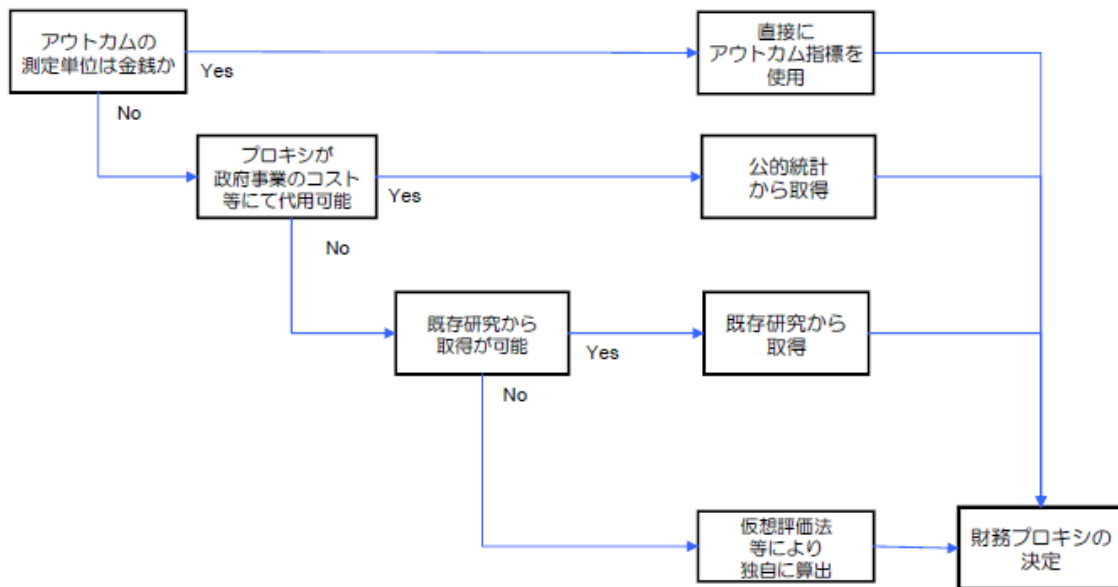 アウトカムの
測定単位は金銭か
Yes
直接に
アウトカム指標を
使用
No
プロキシが
政府事業のコスト
等にて代用可能
Yes
公的統計
から取得
No
既存研究から
取得が可能
Yes
既存研究から
取得
No
仮想評価法
等により
独自に算出
財務プロキシの
決定